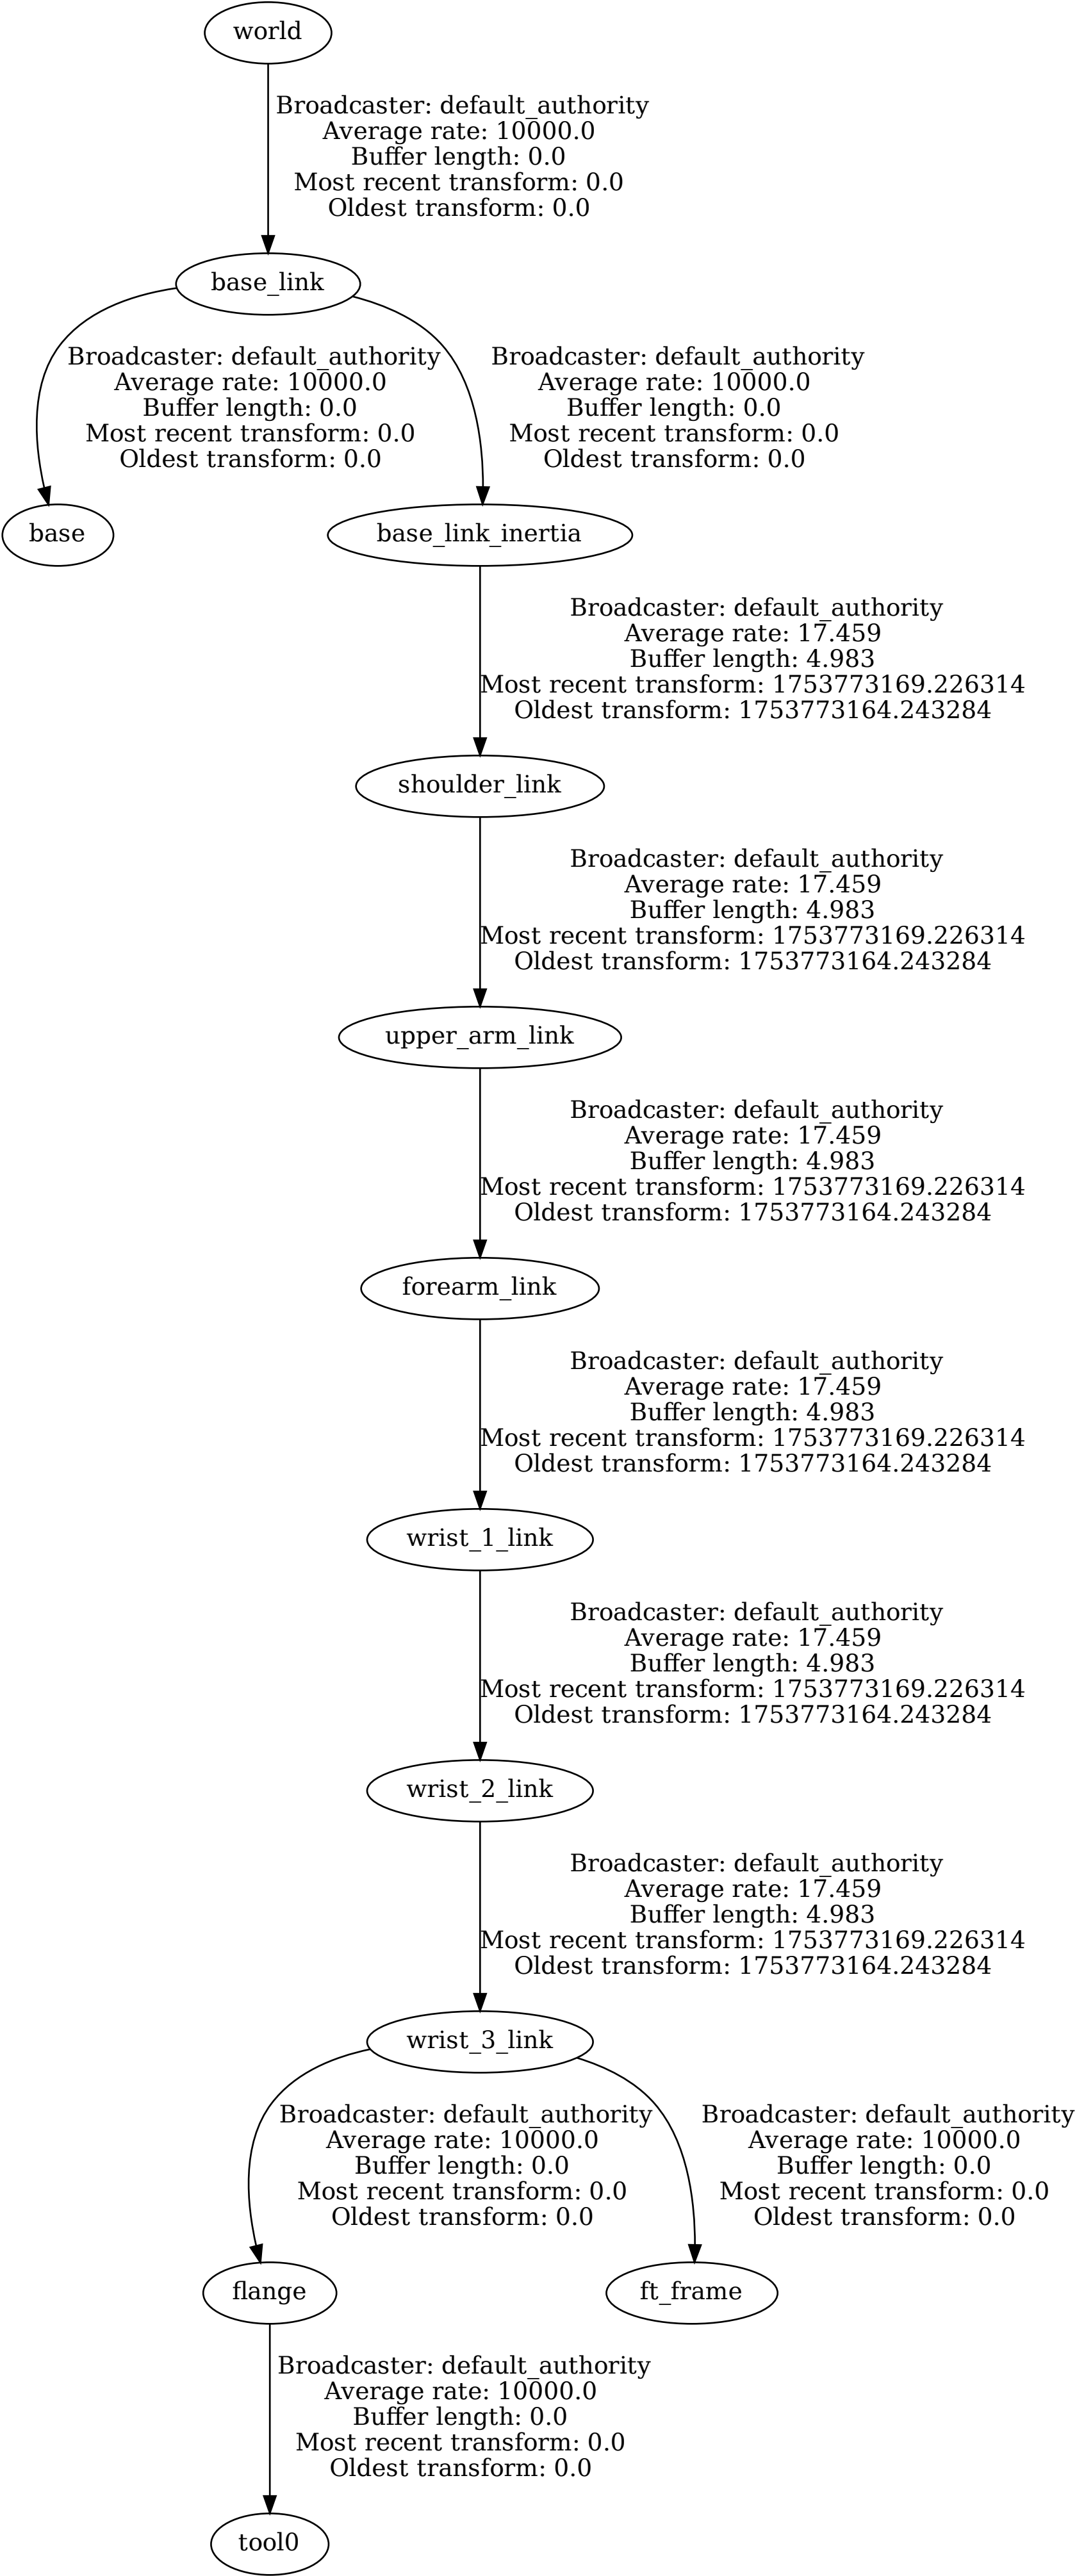 world
Broadcaster: default_authority
Average rate: 10000.0
Buffer length: 0.0
Most recent transform: 0.0
Oldest transform: 0.0
base_link
Broadcaster: default_authority
Average rate: 10000.0
Buffer length: 0.0
Most recent transform: 0.0
Oldest transform: 0.0
Broadcaster: default_authority
Average rate: 10000.0
Buffer length: 0.0
Most recent transform: 0.0
Oldest transform: 0.0
base
base_link_inertia
Broadcaster: default_authority
Average rate: 17.459
Buffer length: 4.983
Most recent transform: 1753773169.226314
Oldest transform: 1753773164.243284
shoulder_link
Broadcaster: default_authority
Average rate: 17.459
Buffer length: 4.983
Most recent transform: 1753773169.226314
Oldest transform: 1753773164.243284
upper_arm_link
Broadcaster: default_authority
Average rate: 17.459
Buffer length: 4.983
Most recent transform: 1753773169.226314
Oldest transform: 1753773164.243284
forearm_link
Broadcaster: default_authority
Average rate: 17.459
Buffer length: 4.983
Most recent transform: 1753773169.226314
Oldest transform: 1753773164.243284
wrist_1_link
Broadcaster: default_authority
Average rate: 17.459
Buffer length: 4.983
Most recent transform: 1753773169.226314
Oldest transform: 1753773164.243284
wrist_2_link
Broadcaster: default_authority
Average rate: 17.459
Buffer length: 4.983
Most recent transform: 1753773169.226314
Oldest transform: 1753773164.243284
wrist_3_link
Broadcaster: default_authority
Average rate: 10000.0
Buffer length: 0.0
Most recent transform: 0.0
Oldest transform: 0.0
Broadcaster: default_authority
Average rate: 10000.0
Buffer length: 0.0
Most recent transform: 0.0
Oldest transform: 0.0
flange
ft_frame
Broadcaster: default_authority
Average rate: 10000.0
Buffer length: 0.0
Most recent transform: 0.0
Oldest transform: 0.0
tool0